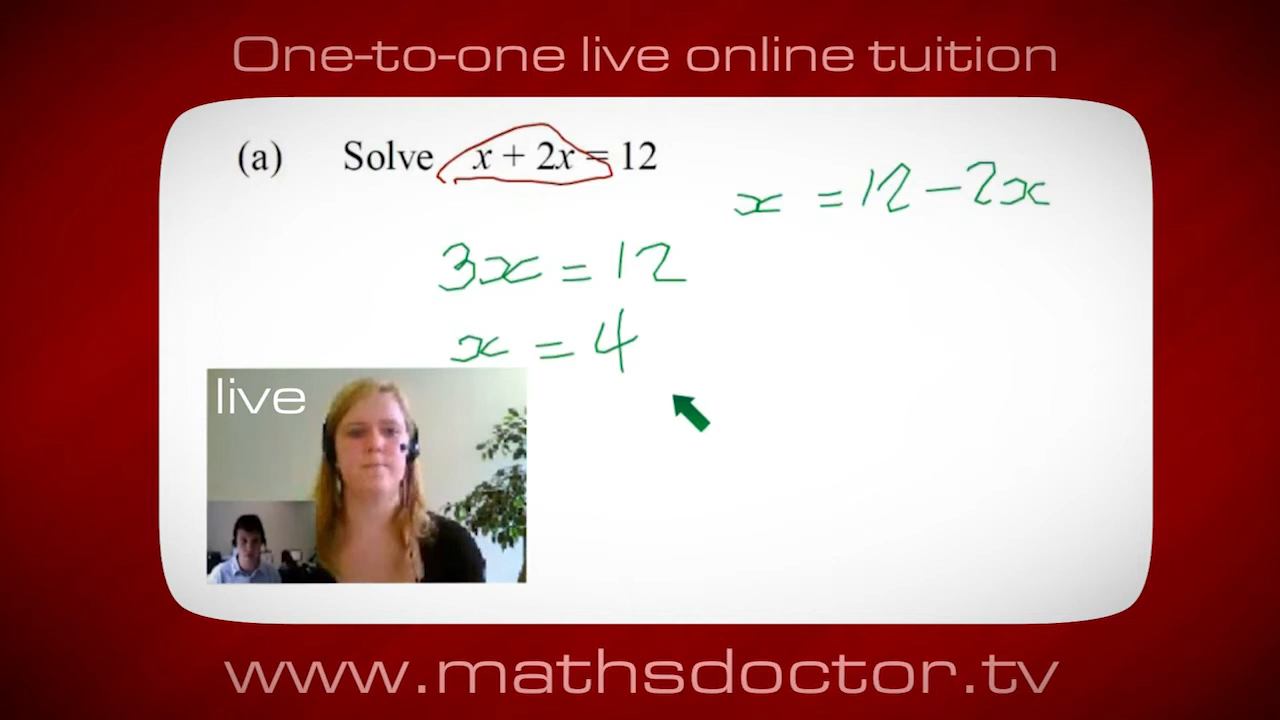 One-to-one live online tuition
(a) Solve x + 2x = 12
x = 12 - 2x
3x = 12
x = 4
live
www.mathsdoctor.tv